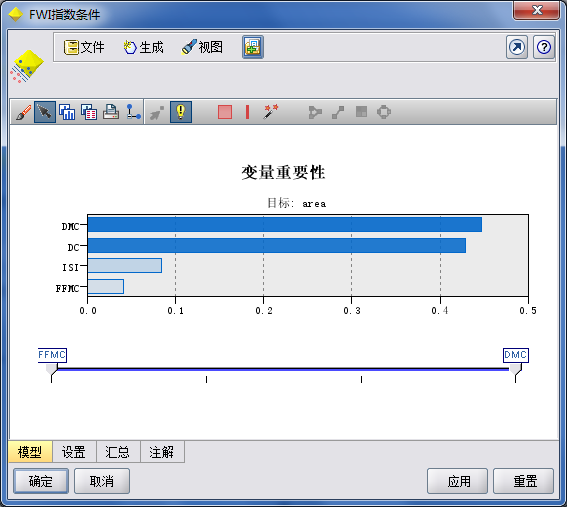 FWI指数条件
文件 生成 视图
变量重要性
目标: area
DMC
DC
ISI
FFMC
0.0 0.1 0.2 0.3 0.4 0.5
FFMC DMC
模型 设置 汇总 注解
确定 取消 应用 重置